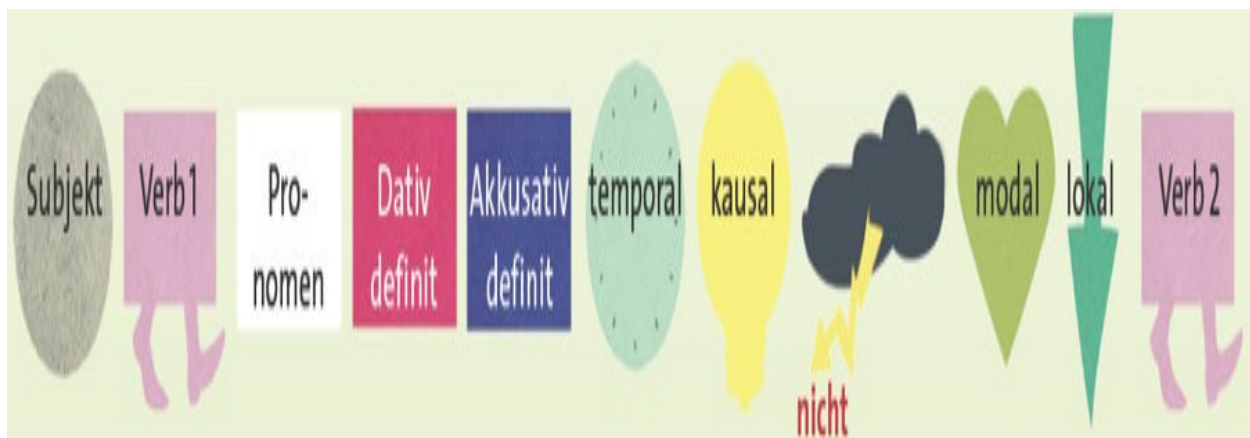 Subjekt
Verb 1
Pro-
nomen
Dativ
definit
Akkusativ
definit
temporal
kausal
nicht
modal
lokal
Verb 2